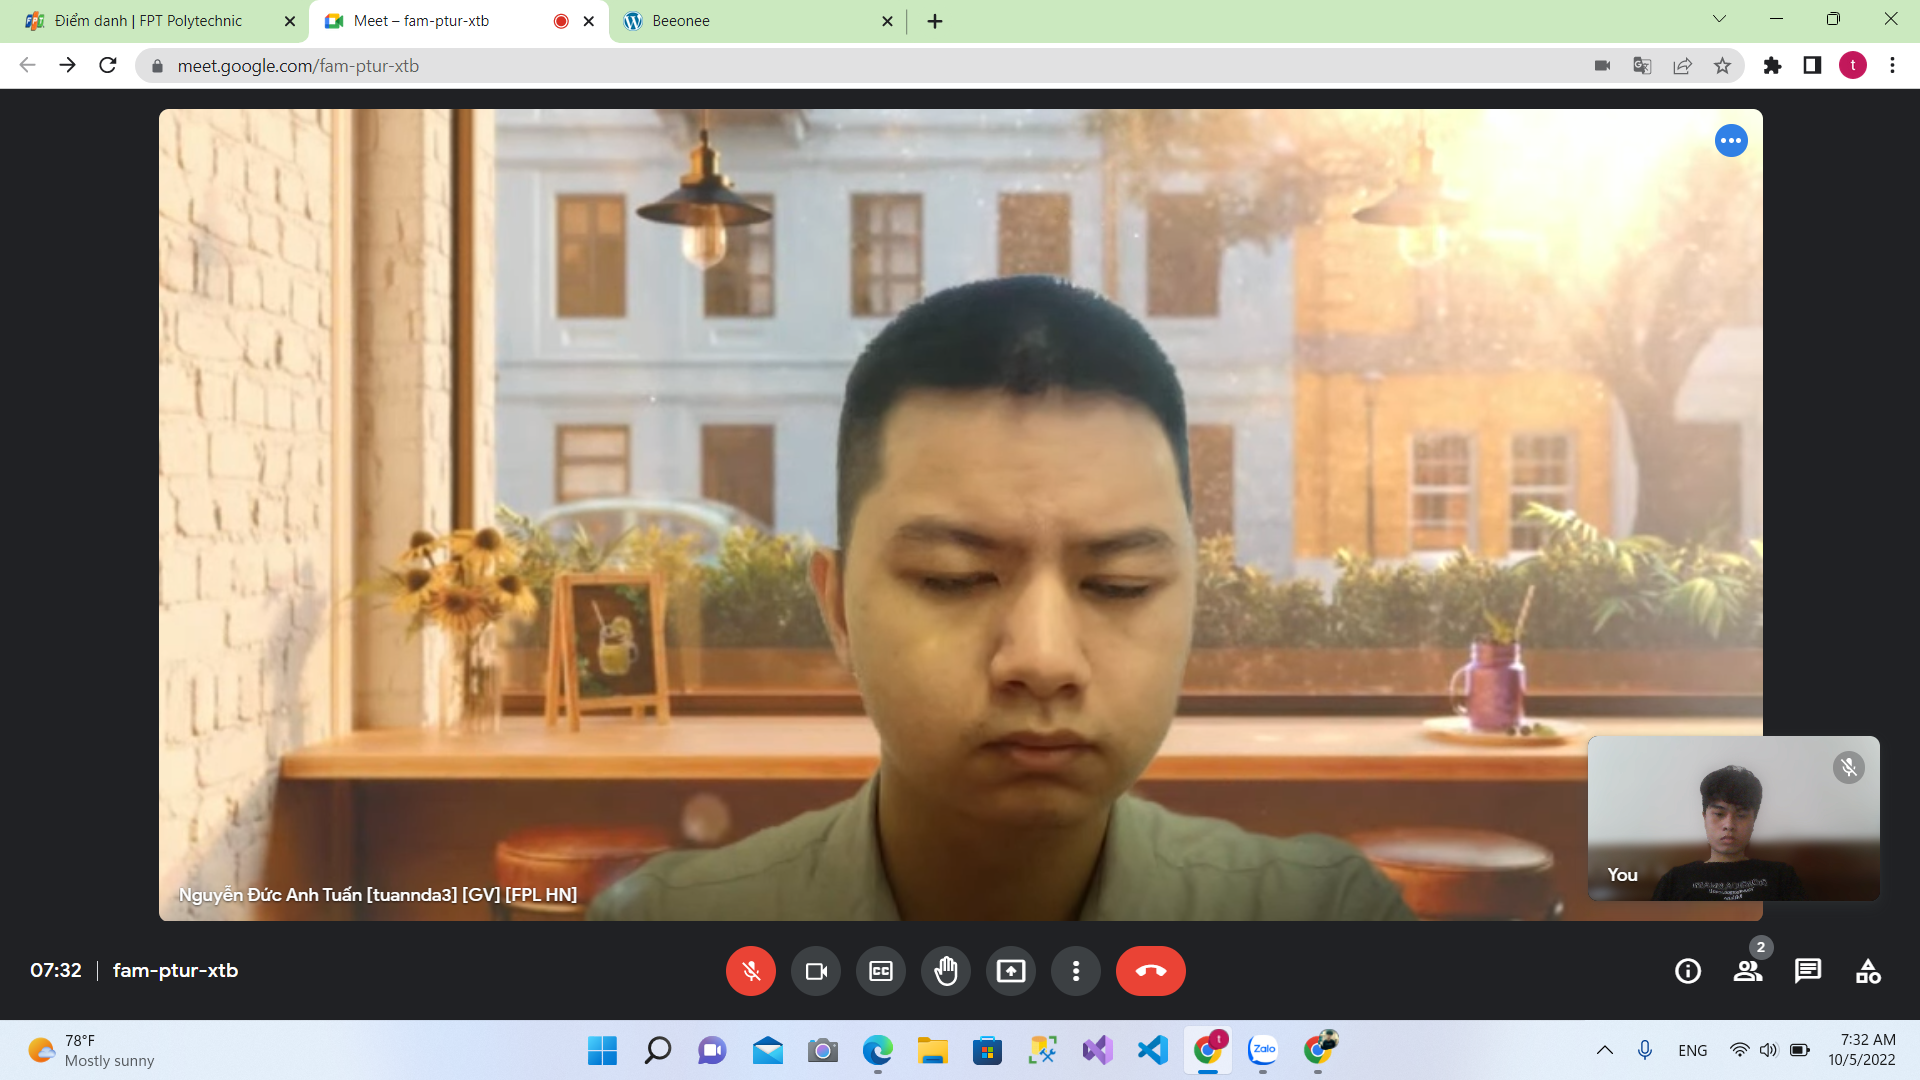 Điểm danh | FPT Polytechnic
Meet – fam-ptur-xtb
Beeonee
meet.google.com/fam-ptur-xtb
t
Nguyễn Đức Anh Tuấn [tuannda3] [GV] [FPL HN]
You
07:32 | fam-ptur-xtb
CC
2
78°F
Mostly sunny
t
Zalo
ENG
7:32 AM
10/5/2022